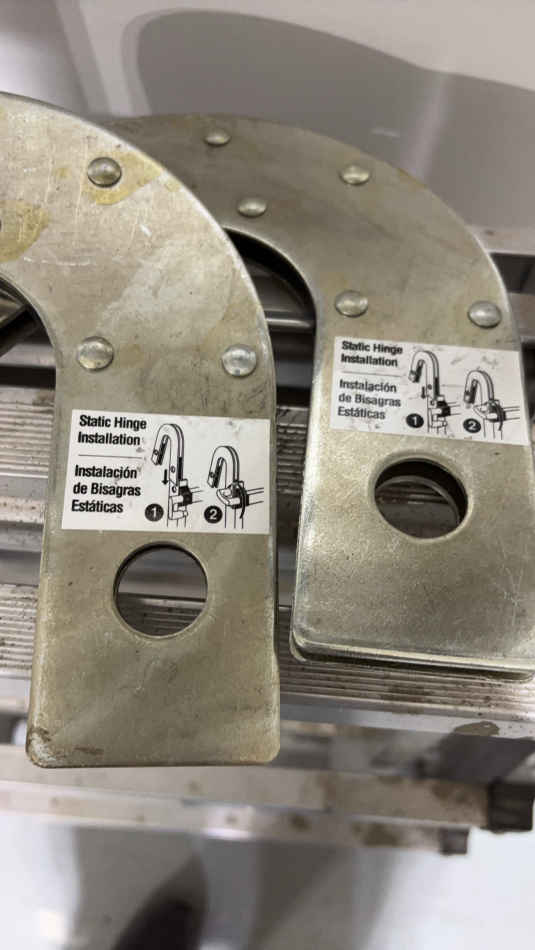 Static Hinge
Installation
Instalación
de Bisagras
Estáticas
1
2
Static Hinge
Installation
Instalación
de Bisagras
Estáticas
1
2